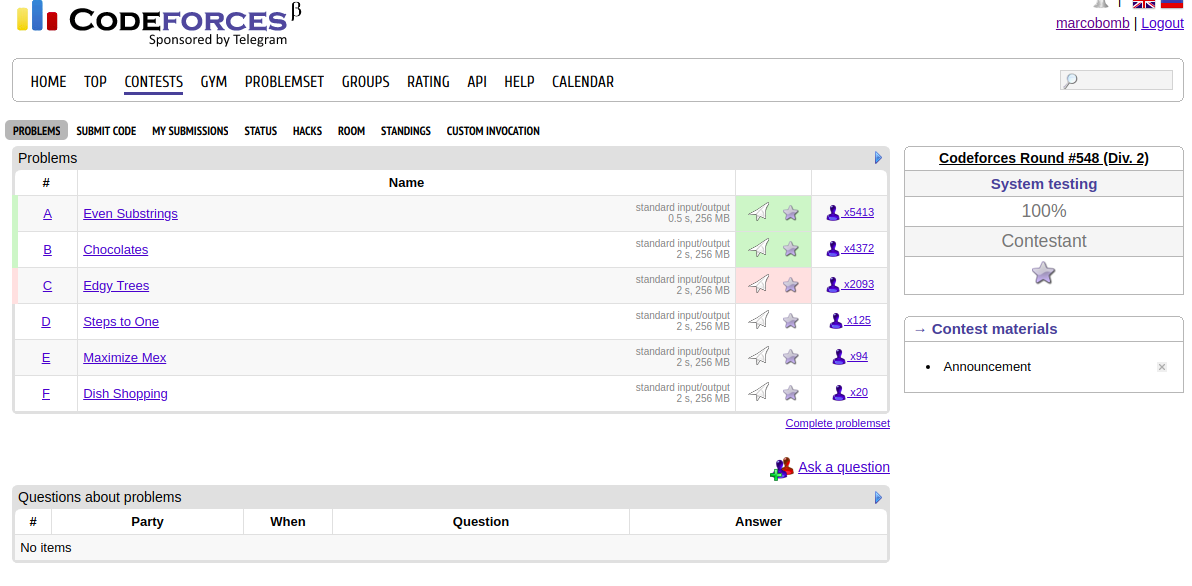 CODEFORCES β
Sponsored by Telegram
marcobomb | Logout
HOME TOP CONTESTS GYM PROBLEMSET GROUPS RATING API HELP CALENDAR
PROBLEMS SUBMIT CODE MY SUBMISSIONS STATUS HACKS ROOM STANDINGS CUSTOM INVOCATION
Problems
# Name
A Even Substrings standard input/output x5413
0.5 s, 256 MB
B Chocolates standard input/output x4372
2 s, 256 MB
C Edgy Trees standard input/output x2093
2 s, 256 MB
D Steps to One standard input/output x125
2 s, 256 MB
E Maximize Mex standard input/output x94
2 s, 256 MB
F Dish Shopping standard input/output x20
2 s, 256 MB
Complete problemset
Ask a question
Questions about problems
# Party When Question Answer
No items
Codeforces Round #548 (Div. 2)
System testing
100%
Contestant
→ Contest materials
• Announcement